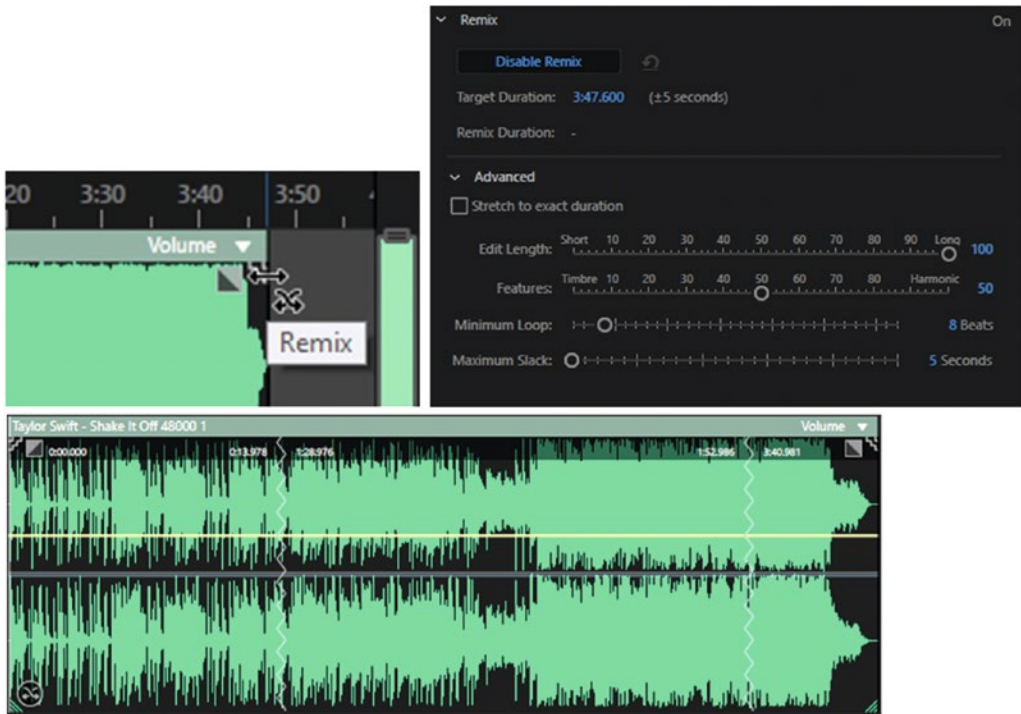 20 3:30 3:40 3:50 4
Volume
Remix
Remix On
Disable Remix
Target Duration: 3:47.600 (±5 seconds)
Remix Duration: -
Advanced
Stretch to exact duration
Edit Length: Short 10 20 30 40 50 60 70 80 90 Long 100
Features: Timbre 10 20 30 40 50 60 70 80 Harmonic 50
Minimum Loop: 8 Beats
Maximum Slack: 5 Seconds
Taylor Swift - Shake It Off 48000 1 Volume
0:00.000 0:13.978 1:28.976 1:52.986 3:40.981